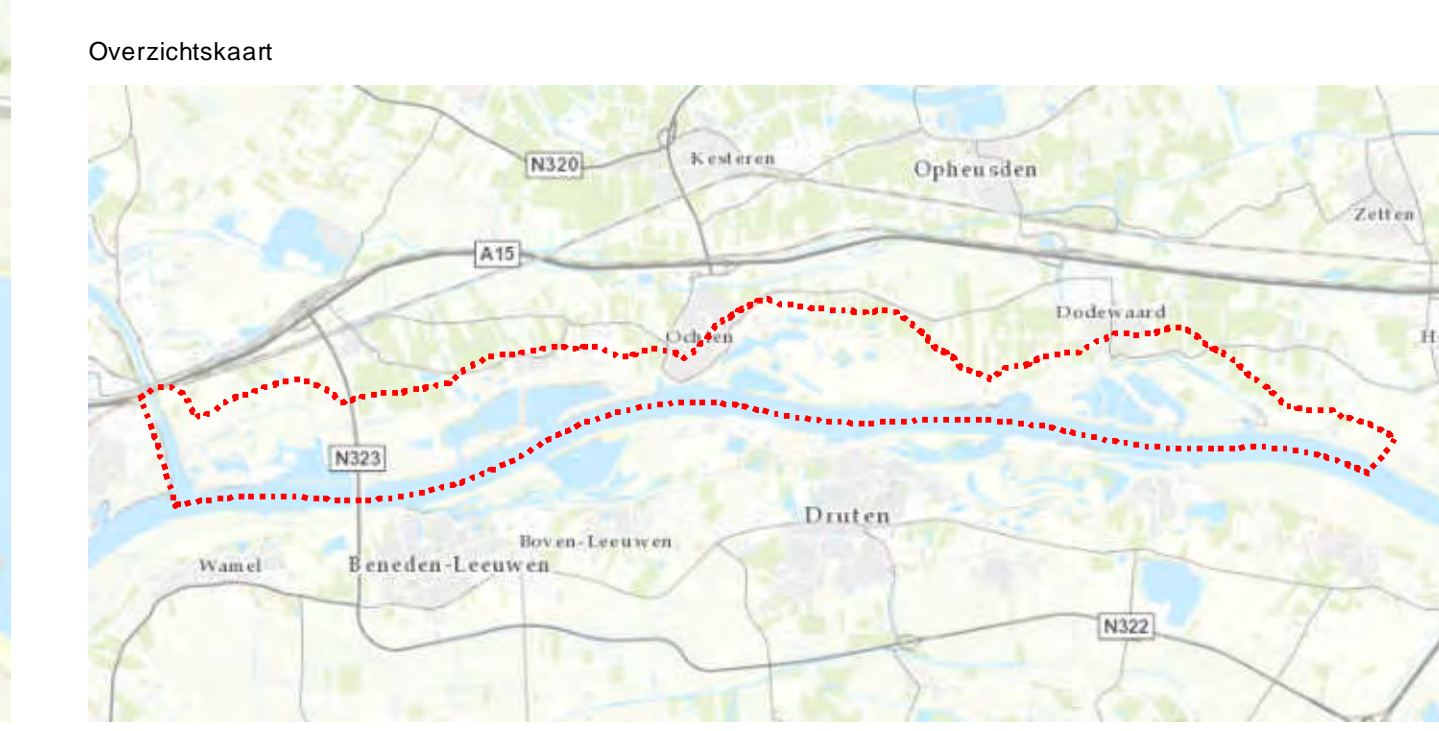 Overzichtskaart
Kesteren
N320
Opheusden
Zetten
A15
Dodewaard
Ochten
H
N323
Druten
Boven-Leeuwen
Wamel
Beneden-Leeuwen
N322